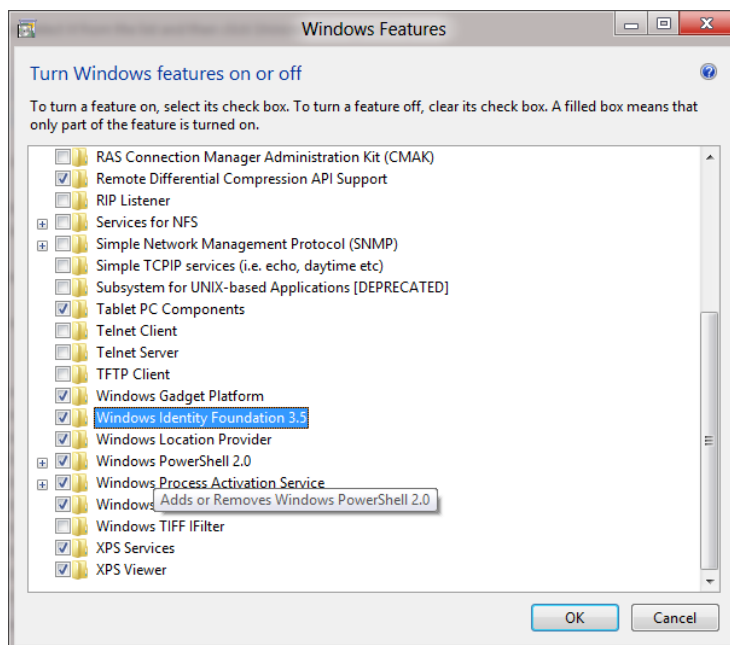 Windows Features
Turn Windows features on or off
To turn a feature on, select its check box. To turn a feature off, clear its check box. A filled box means that
only part of the feature is turned on.
RAS Connection Manager Administration Kit (CMAK)
Remote Differential Compression API Support
RIP Listener
Services for NFS
Simple Network Management Protocol (SNMP)
Simple TCPIP services (i.e. echo, daytime etc)
Subsystem for UNIX-based Applications [DEPRECATED]
Tablet PC Components
Telnet Client
Telnet Server
TFTP Client
Windows Gadget Platform
Windows Identity Foundation 3.5
Windows Location Provider
Windows PowerShell 2.0
Windows Process Activation Service
Windows
Adds or Removes Windows PowerShell 2.0
Windows TIFF IFilter
XPS Services
XPS Viewer
OK Cancel